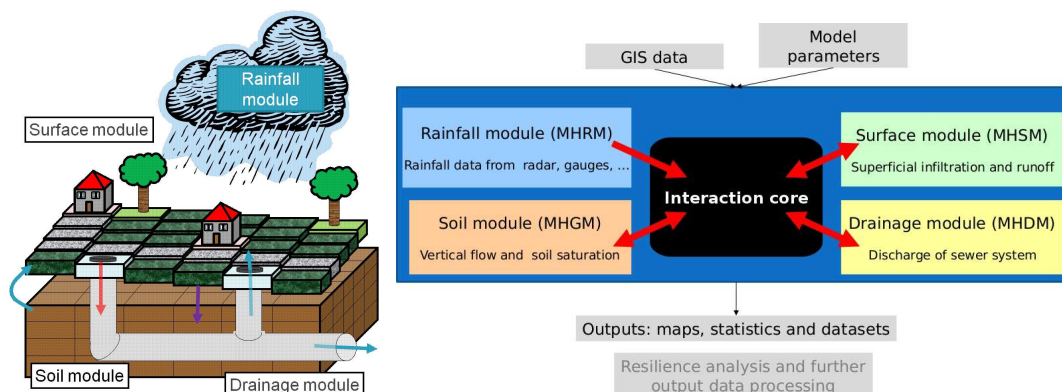 Rainfall
module
Surface module
Soil module
Drainage module
GIS data
Model
parameters
Rainfall module (MHRM)
Rainfall data from radar, gauges, ...
Surface module (MHSM)
Superficial infiltration and runoff
Interaction core
Soil module (MHGM)
Vertical flow and soil saturation
Drainage module (MHDM)
Discharge of sewer system
Outputs: maps, statistics and datasets
Resilience analysis and further
output data processing